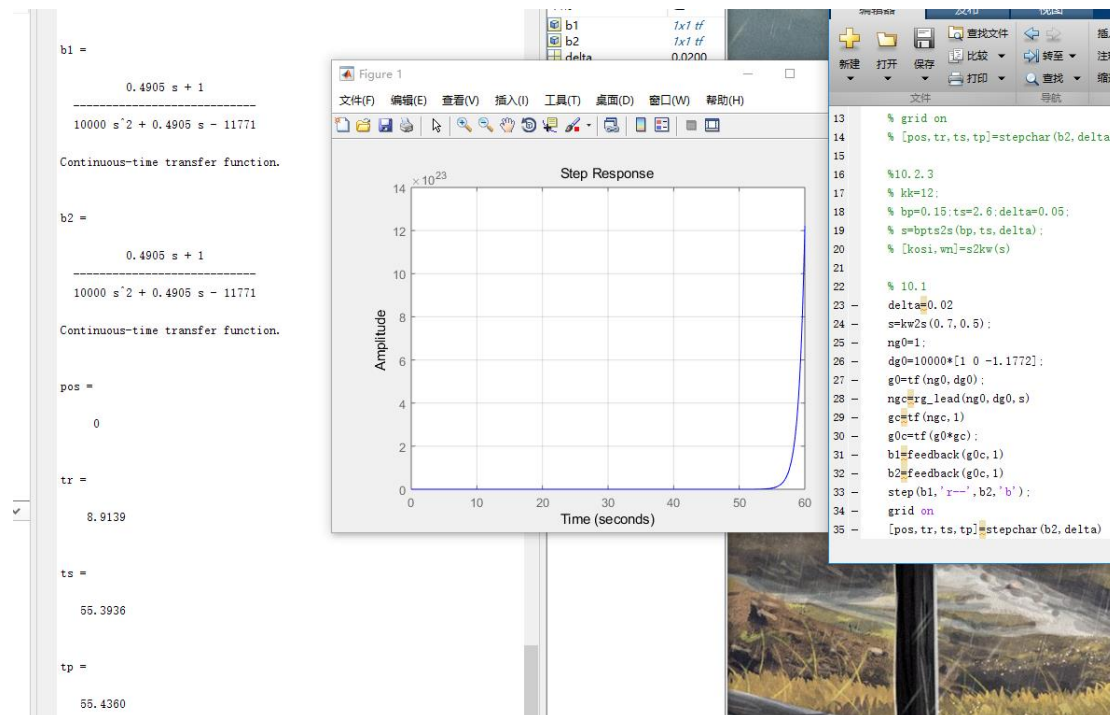 b1 =
0.4905 s + 1
----------------------------
10000 s^2 + 0.4905 s - 11771
Continuous-time transfer function.
b2 =
0.4905 s + 1
----------------------------
10000 s^2 + 0.4905 s - 11771
Continuous-time transfer function.
pos =
0
tr =
8.9139
ts =
55.3936
tp =
55.4360
b1 1x1 tf
b2 1x1 tf
delta 0.0200
Figure 1
文件(F) 编辑(E) 查看(V) 插入(I) 工具(T) 桌面(D) 窗口(W) 帮助(H)
Step Response
×10^23
14
12
10
8
6
4
2
0
0 10 20 30 40 50 60
Amplitude
Time (seconds)
编辑器 发布 视图
新建 打开 保存
查找文件
比较
打印
转至
查找
插
注
缩
文件 导航
13 % grid on
14 % [pos,tr,ts,tp]=stepchar(b2,delta
15
16 %10.2.3
17 % kk=12;
18 % bp=0.15;ts=2.6;delta=0.05;
19 % s=bpts2s(bp,ts,delta);
20 % [kosi,wn]=s2kw(s)
21
22 % 10.1
23 — delta=0.02
24 — s=kw2s(0.7,0.5);
25 — ng0=1;
26 — dg0=10000*[1 0 -1.1772];
27 — g0=tf(ng0,dg0);
28 — ngc=rg_lead(ng0,dg0,s)
29 — gc=tf(ngc,1)
30 — g0c=tf(g0*gc);
31 — b1=feedback(g0c,1)
32 — b2=feedback(g0c,1)
33 — step(b1,'r--',b2,'b');
34 — grid on
35 — [pos,tr,ts,tp]=stepchar(b2,delta)